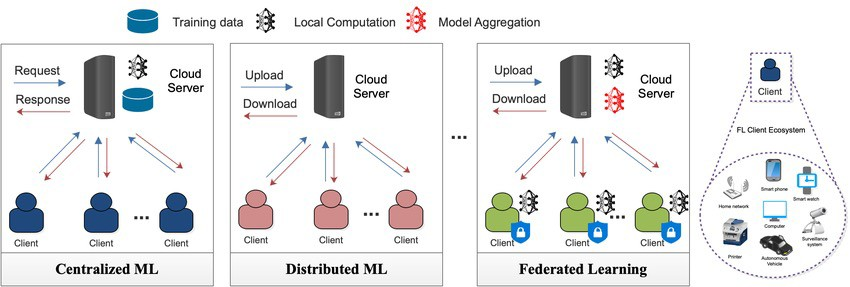 Training data
Local Computation
Model Aggregation
Request
Response
Cloud
Server
Client
Client
...
Client
Centralized ML
Upload
Download
Cloud
Server
Client
Client
...
Client
Distributed ML
...
Upload
Download
Cloud
Server
Client
Client
...
Client
Federated Learning
Client
FL Client Ecosystem
Smart phone
Smart watch
Home network
Computer
Surveillance
system
Printer
Autonomous
Vehicle